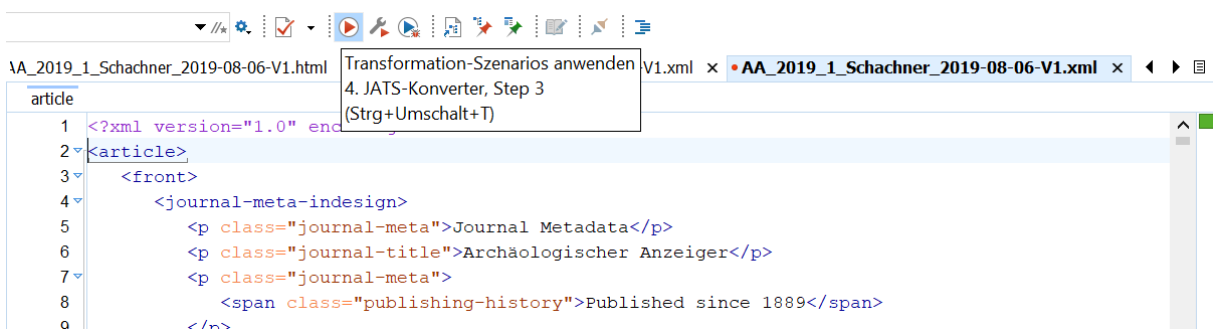 AA_2019_1_Schachner_2019-08-06-V1.html
V1.xml × • AA_2019_1_Schachner_2019-08-06-V1.xml ×
Transformation-Szenarios anwenden
4. JATS-Konverter, Step 3
(Strg+Umschalt+T)
article
1 <?xml version="1.0" enc
2 <article>
3 <front>
4 <journal-meta-indesign>
5 <p class="journal-meta">Journal Metadata</p>
6 <p class="journal-title">Archäologischer Anzeiger</p>
7 <p class="journal-meta">
8 <span class="publishing-history">Published since 1889</span>
9 </p>